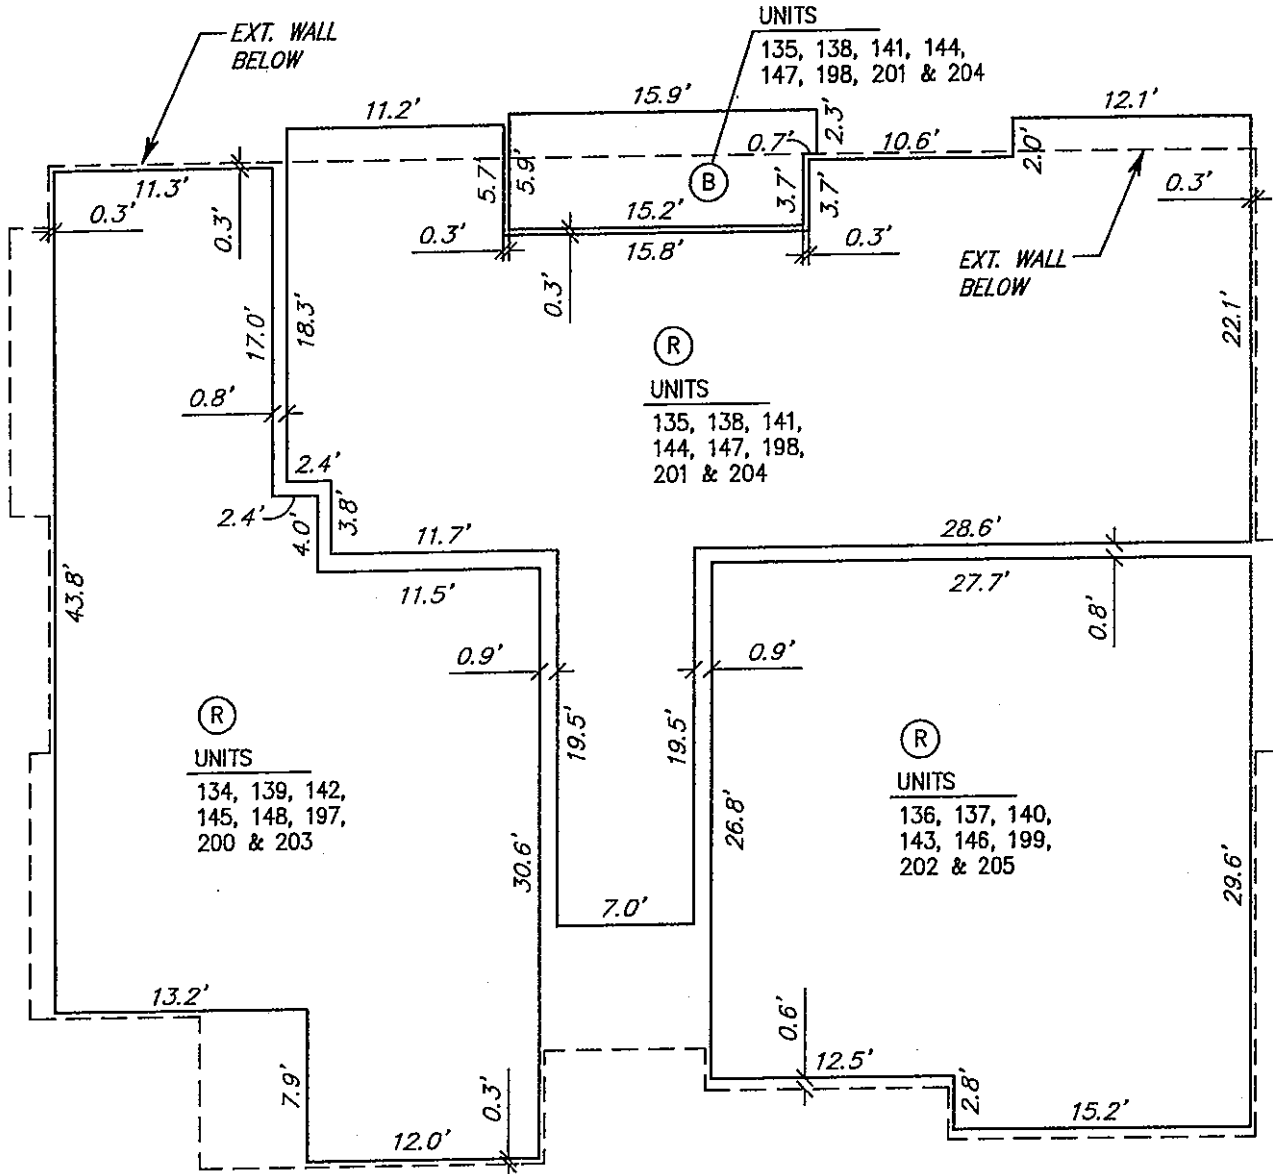 EXT. WALL
BELOW
UNITS
135, 138, 141, 144,
147, 198, 201 & 204
11.2'
15.9'
2.3'
12.1'
0.7'
10.6'
2.0'
11.3'
0.3'
0.3'
5.7'
5.9'
B
3.7'
3.7'
0.3'
15.2'
0.3'
15.8'
0.3'
0.3'
EXT. WALL
BELOW
17.0'
18.3'
22.1'
R
UNITS
135, 138, 141,
144, 147, 198,
201 & 204
0.8'
2.4'
2.4'
4.0'
3.8'
11.7'
28.6'
11.5'
27.7'
0.8'
43.8'
0.9'
0.9'
19.5'
19.5'
R
UNITS
134, 139, 142,
145, 148, 197,
200 & 203
R
UNITS
136, 137, 140,
143, 146, 199,
202 & 205
26.8'
30.6'
29.6'
7.0'
13.2'
0.6'
12.5'
7.9'
0.3'
2.8'
15.2'
12.0'